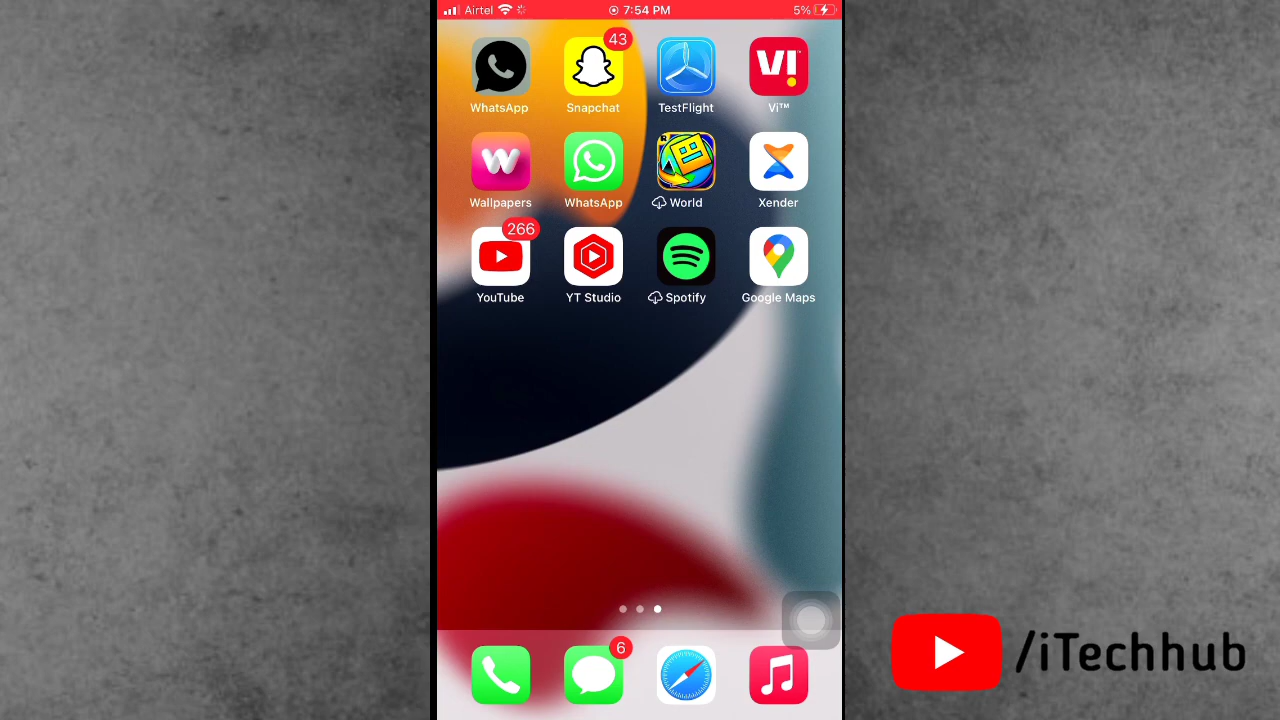 Airtel 7:54 PM 5%
43
VI
WhatsApp Snapchat TestFlight Vi™
W
Wallpapers WhatsApp World Xender
266
YouTube YT Studio Spotify Google Maps
6
/iTechhub